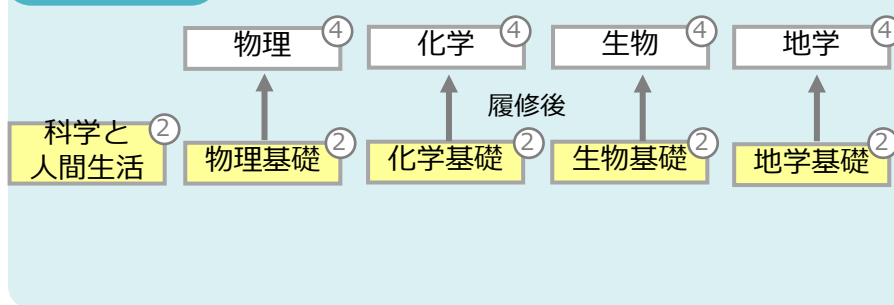 物理 ④
化学 ④
生物 ④
地学 ④
履修後
科学と
人間生活 ②
物理基礎 ②
化学基礎 ②
生物基礎 ②
地学基礎 ②